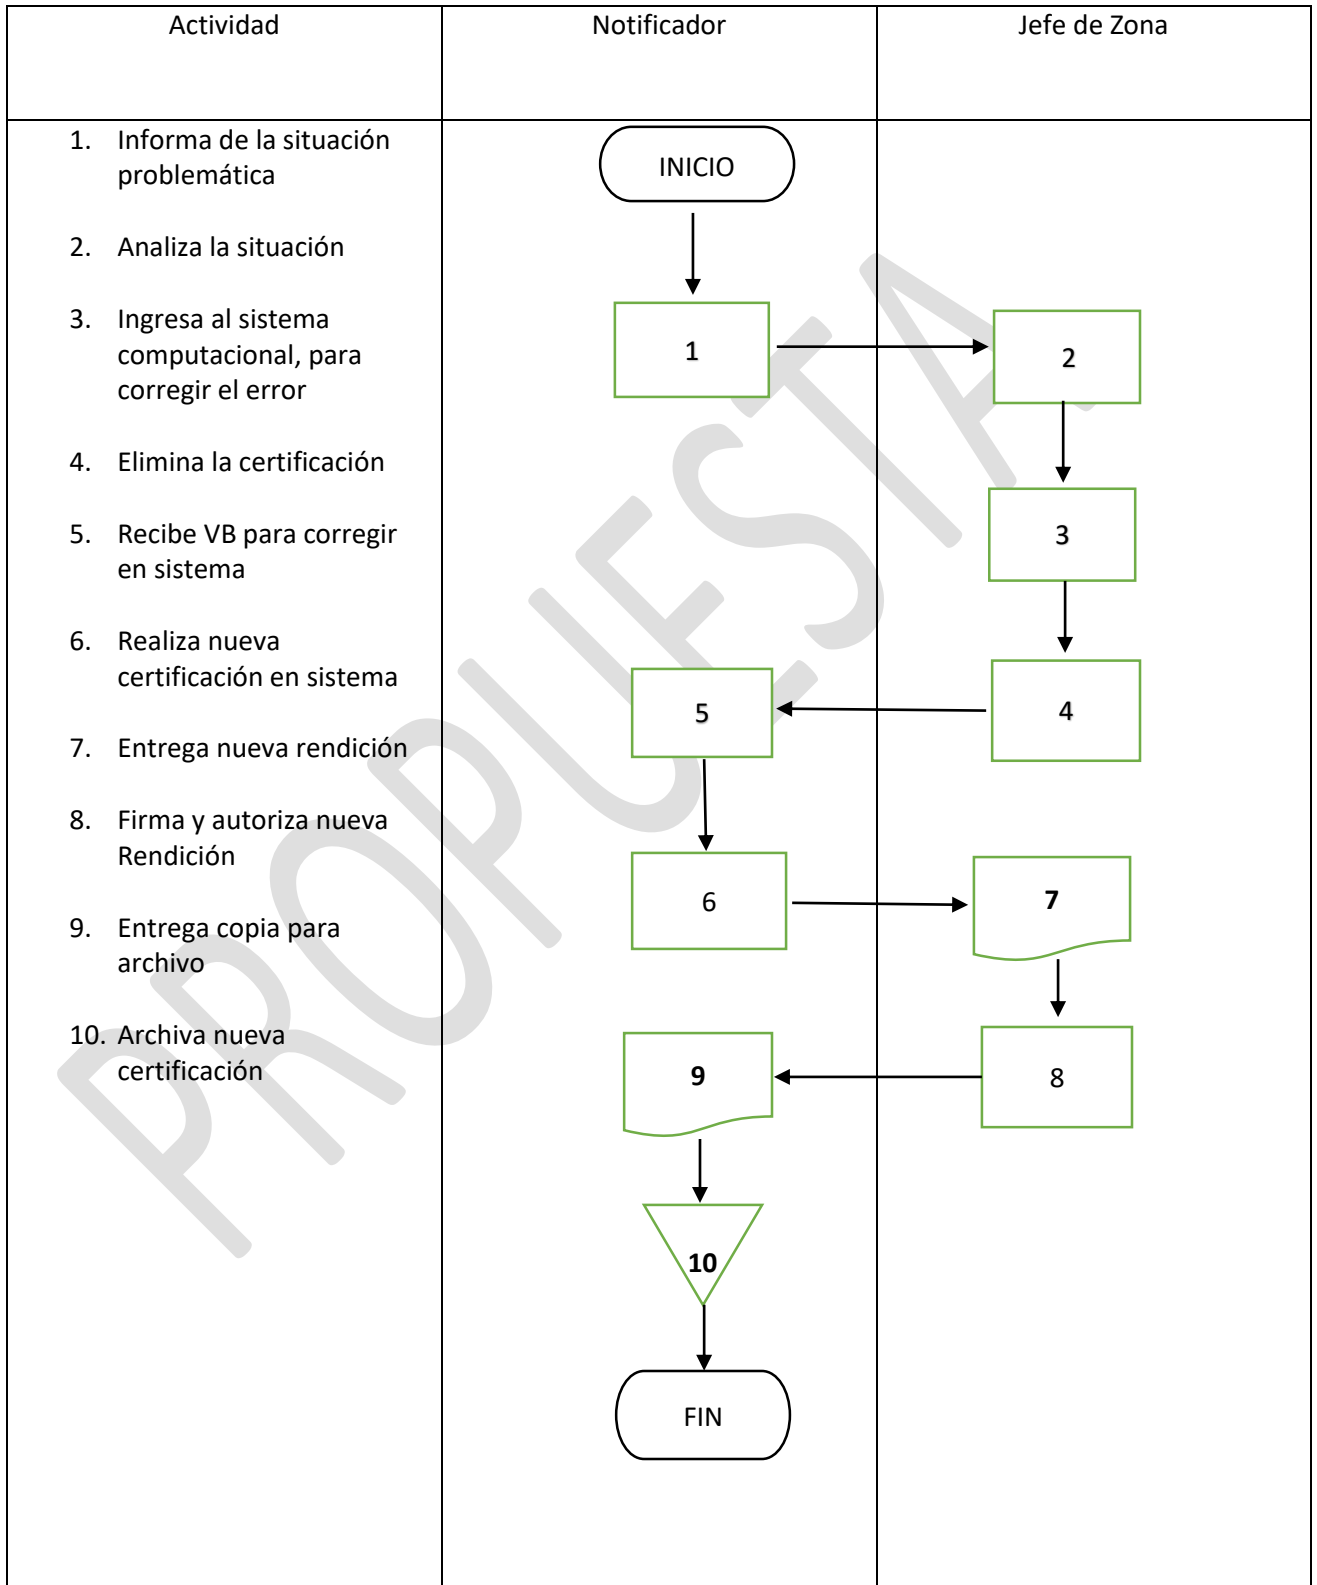 Actividad
Notificador
Jefe de Zona
1. Informa de la situación
problemática
2. Analiza la situación
3. Ingresa al sistema
computacional, para
corregir el error
4. Elimina la certificación
5. Recibe VB para corregir
en sistema
6. Realiza nueva
certificación en sistema
7. Entrega nueva rendición
8. Firma y autoriza nueva
Rendición
9. Entrega copia para
archivo
10. Archiva nueva
certificación
INICIO
1
2
3
4
5
6
7
8
9
10
FIN
PROPUESTA